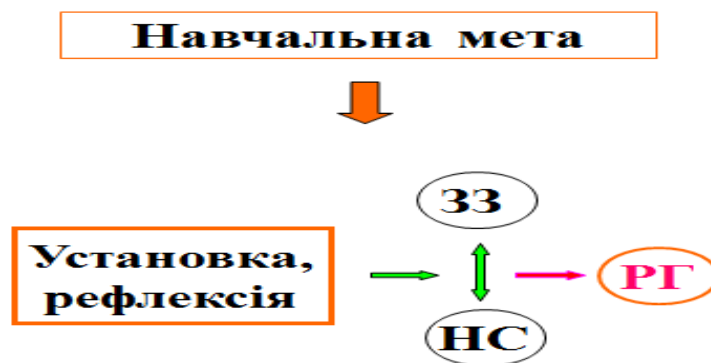 Навчальна мета
ЗЗ
Установка,
рефлексія
РГ
НС